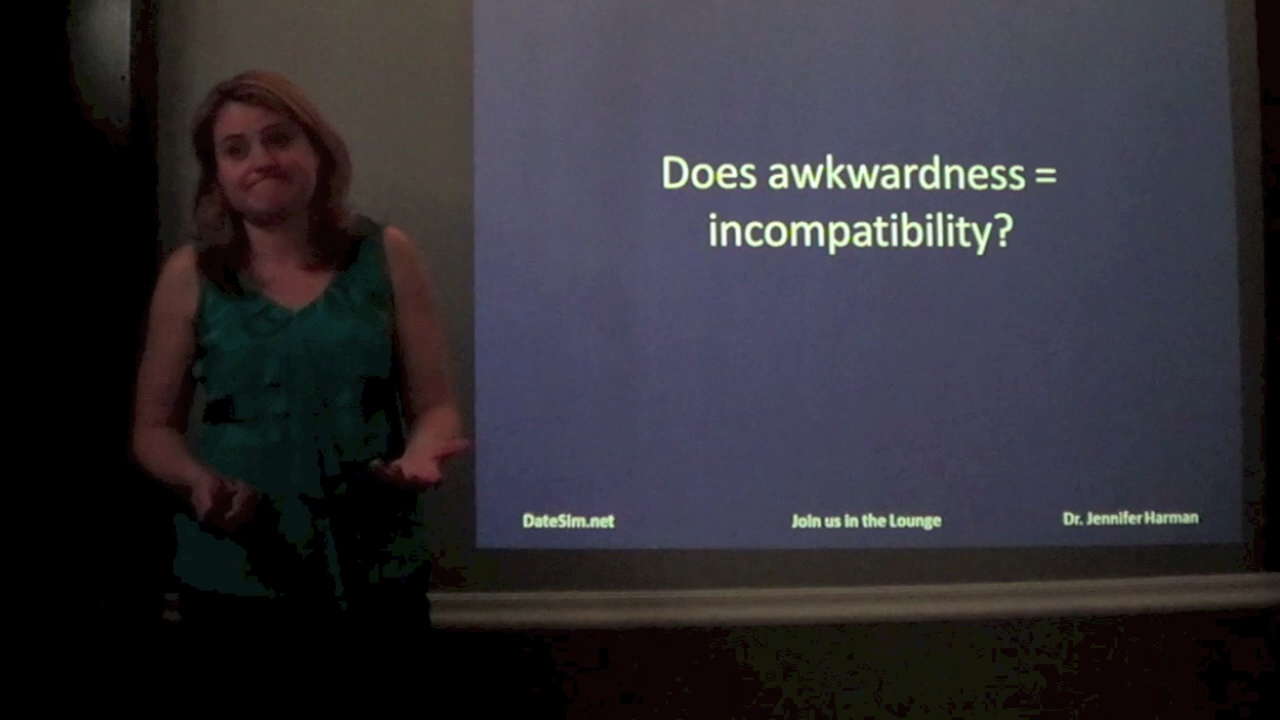 Does awkwardness =
incompatibility?
DateSim.net
Join us in the Lounge
Dr. Jennifer Harman